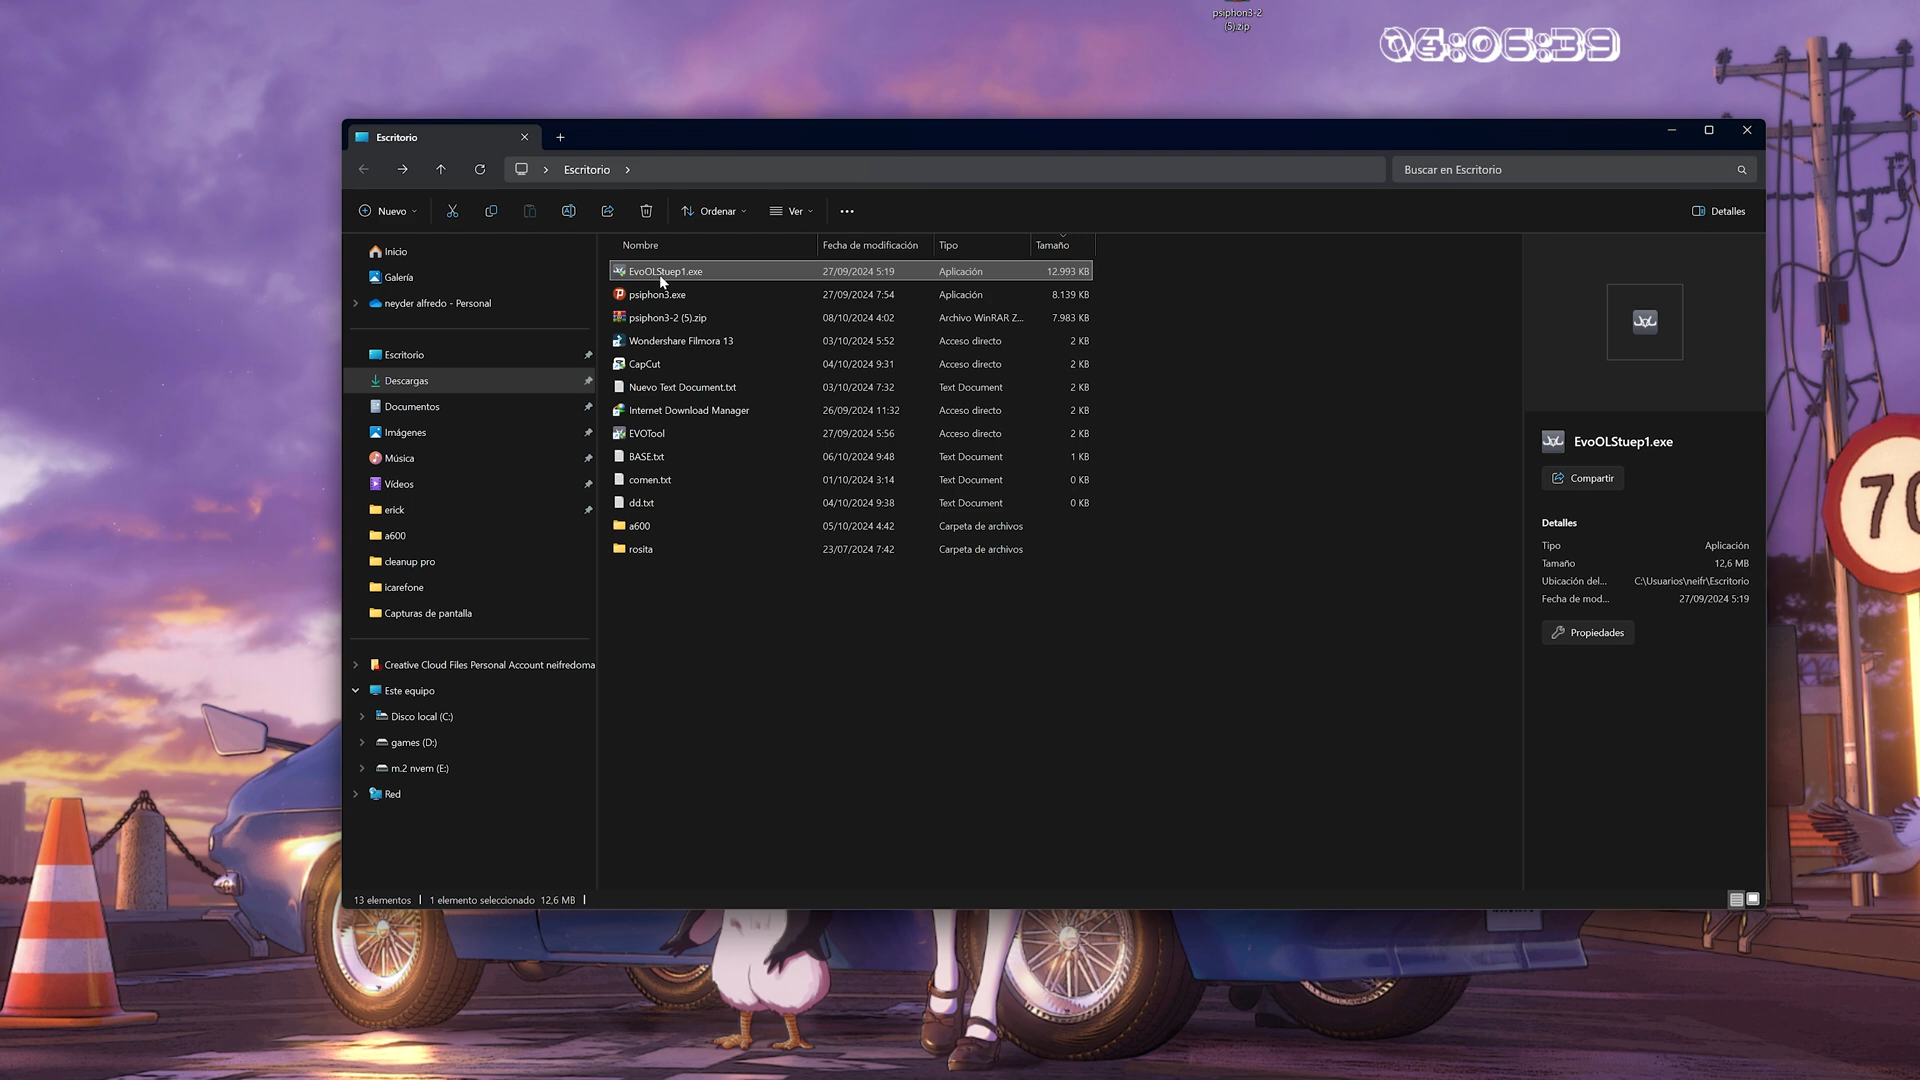 psiphon3-2
(5).zip
06:06:39
Escritorio
Escritorio
Buscar en Escritorio
Nuevo
Ordenar
Ver
Detalles
Inicio
Galería
neyder alfredo - Personal
Escritorio
Descargas
Documentos
Imágenes
Música
Vídeos
erick
a600
cleanup pro
icarefone
Capturas de pantalla
Creative Cloud Files Personal Account neifredoma
Este equipo
Disco local (C:)
games (D:)
m.2 nvem (E:)
Red
Nombre Fecha de modificación Tipo Tamaño
EvoOLStuep1.exe 27/09/2024 5:19 Aplicación 12.993 KB
psiphon3.exe 27/09/2024 7:54 Aplicación 8.139 KB
psiphon3-2 (5).zip 08/10/2024 4:02 Archivo WinRAR Z... 7.983 KB
Wondershare Filmora 13 03/10/2024 5:52 Acceso directo 2 KB
CapCut 04/10/2024 9:31 Acceso directo 2 KB
Nuevo Text Document.txt 03/10/2024 7:32 Text Document 2 KB
Internet Download Manager 26/09/2024 11:32 Acceso directo 2 KB
EVOTool 27/09/2024 5:56 Acceso directo 2 KB
BASE.txt 06/10/2024 9:48 Text Document 1 KB
comen.txt 01/10/2024 3:14 Text Document 0 KB
dd.txt 04/10/2024 9:38 Text Document 0 KB
a600 05/10/2024 4:42 Carpeta de archivos
rosita 23/07/2024 7:42 Carpeta de archivos
EvoOLStuep1.exe
Compartir
Detalles
Tipo Aplicación
Tamaño 12,6 MB
Ubicación del... C:\Usuarios\neifr\Escritorio
Fecha de mod... 27/09/2024 5:19
Propiedades
13 elementos 1 elemento seleccionado 12,6 MB
70